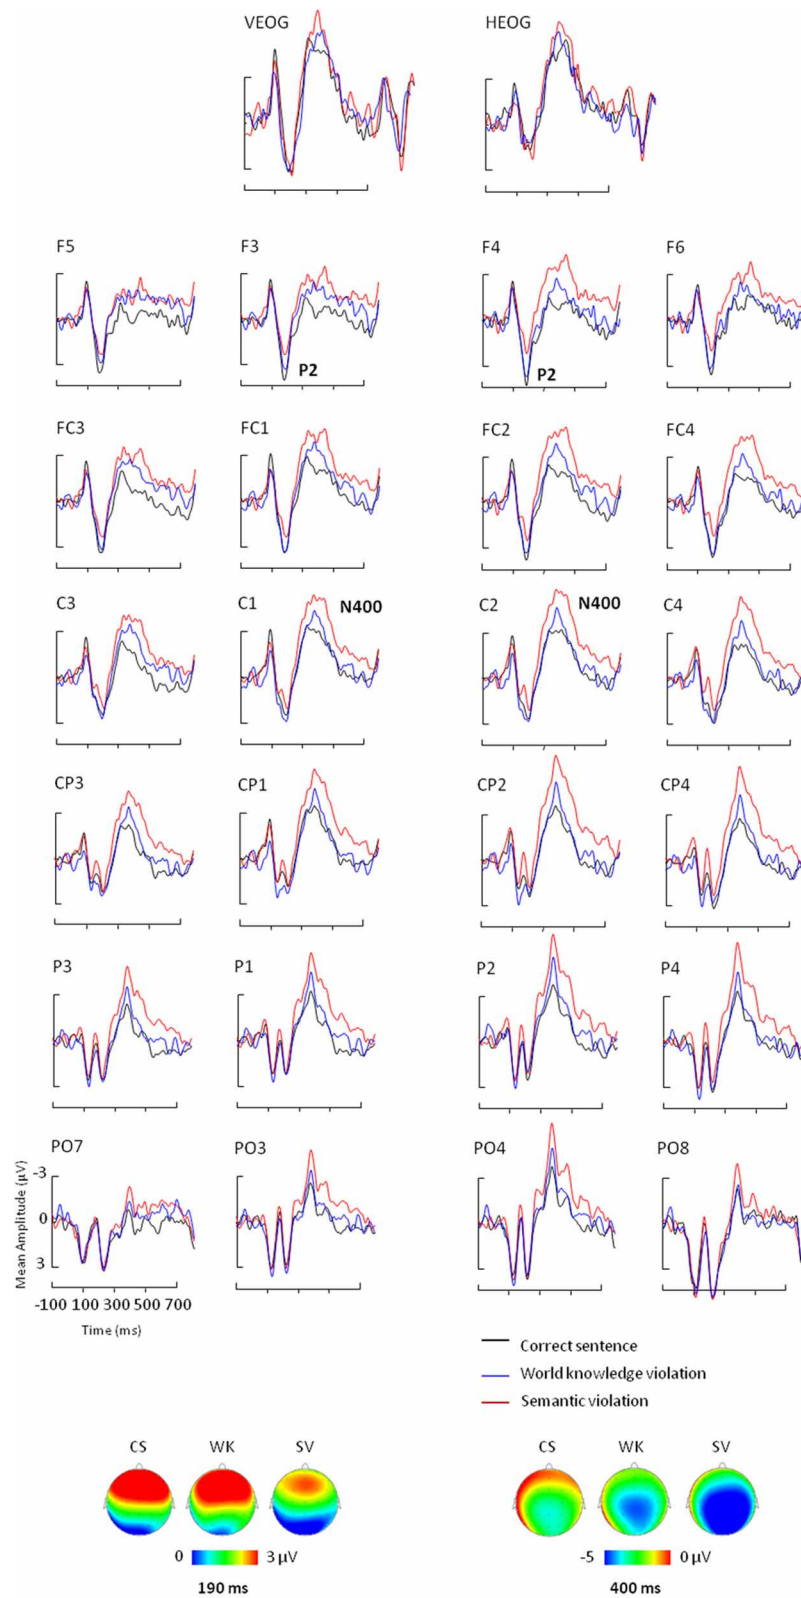 VEOG HEOG
F5 F3 F4 F6
P2 P2
FC3 FC1 FC2 FC4
C3 C1 N400 C2 N400 C4
CP3 CP1 CP2 CP4
P3 P1 P2 P4
PO7 PO3 PO4 PO8
Mean Amplitude (μV)
-3
0
3
-100 100 300 500 700
Time (ms)
Correct sentence
World knowledge violation
Semantic violation
CS WK SV CS WK SV
0 3 μV -5 0 μV
190 ms 400 ms